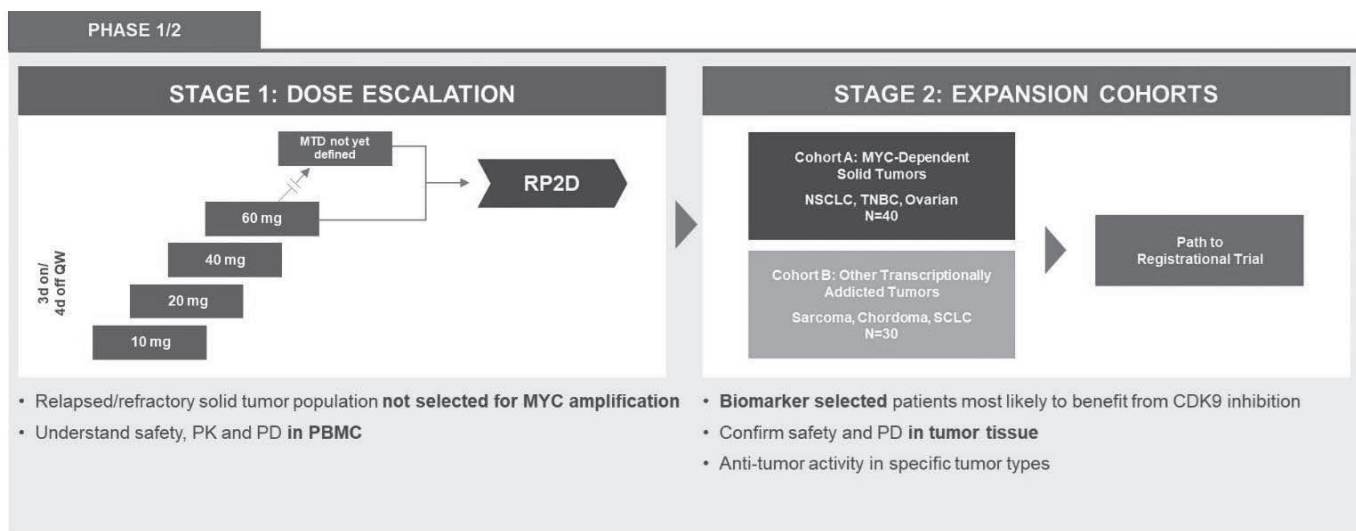 PHASE 1/2
STAGE 1: DOSE ESCALATION
MTD not yet
defined
RP2D
60 mg
40 mg
20 mg
10 mg
3d on/
4d off QW
• Relapsed/refractory solid tumor population not selected for MYC amplification
• Understand safety, PK and PD in PBMC
STAGE 2: EXPANSION COHORTS
Cohort A: MYC-Dependent
Solid Tumors
NSCLC, TNBC, Ovarian
N=40
Cohort B: Other Transcriptionally
Addicted Tumors
Sarcoma, Chordoma, SCLC
N=30
Path to
Registrational Trial
• Biomarker selected patients most likely to benefit from CDK9 inhibition
• Confirm safety and PD in tumor tissue
• Anti-tumor activity in specific tumor types